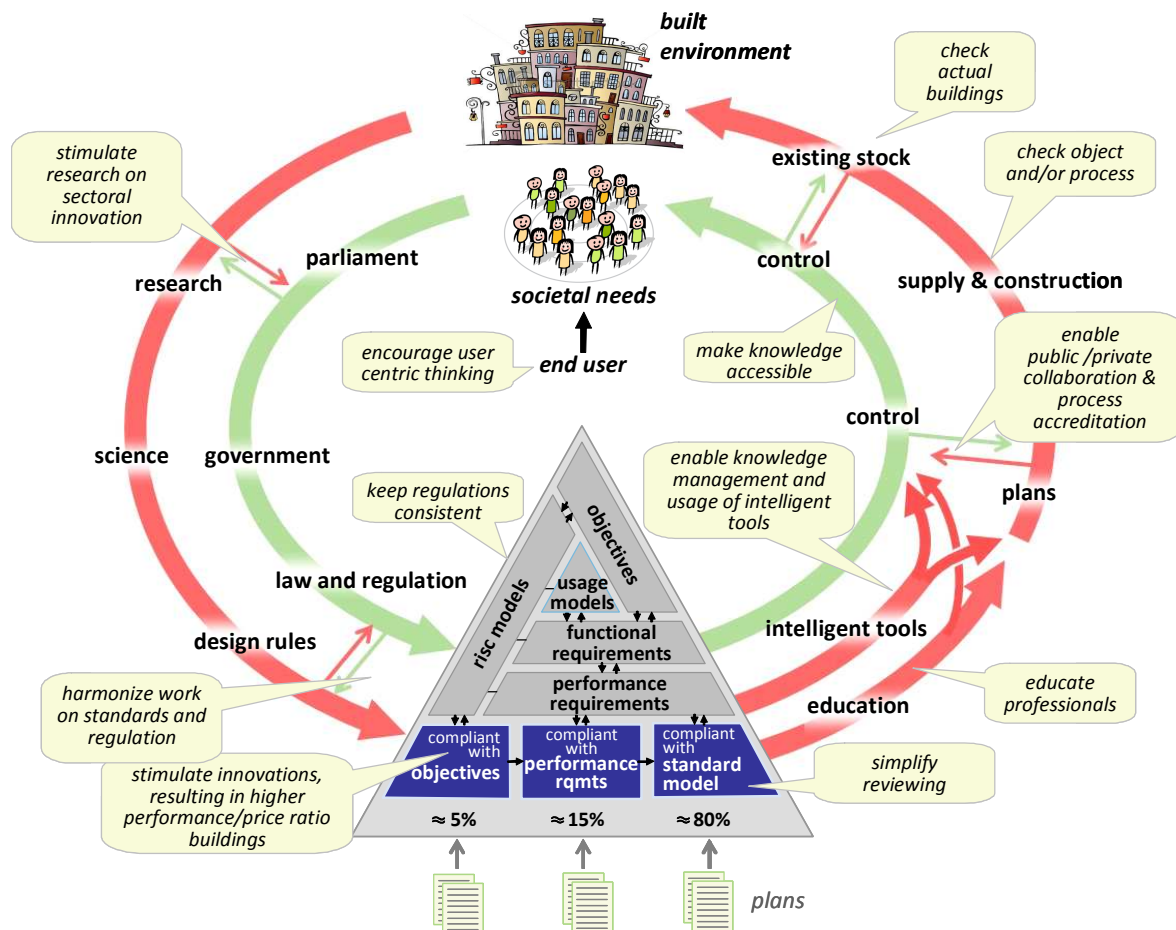 built
environment
check
actual
buildings
stimulate
research on
sectoral
innovation
existing stock
check object
and/or process
parliament
control
research
supply & construction
societal needs
enable
public /private
collaboration &
process
accreditation
encourage user
centric thinking
end user
make knowledge
accessible
control
science
government
enable knowledge
management and
usage of intelligent
tools
plans
keep regulations
consistent
objectives
law and regulation
usage
models
risc models
design rules
functional
requirements
intelligent tools
harmonize work
on standards and
regulation
performance
requirements
education
educate
professionals
compliant
with
objectives
compliant
with
performance
rqmts
compliant
with
standard
model
stimulate innovations,
resulting in higher
performance/price ratio
buildings
simplify
reviewing
≈ 5%
≈ 15%
≈ 80%
plans